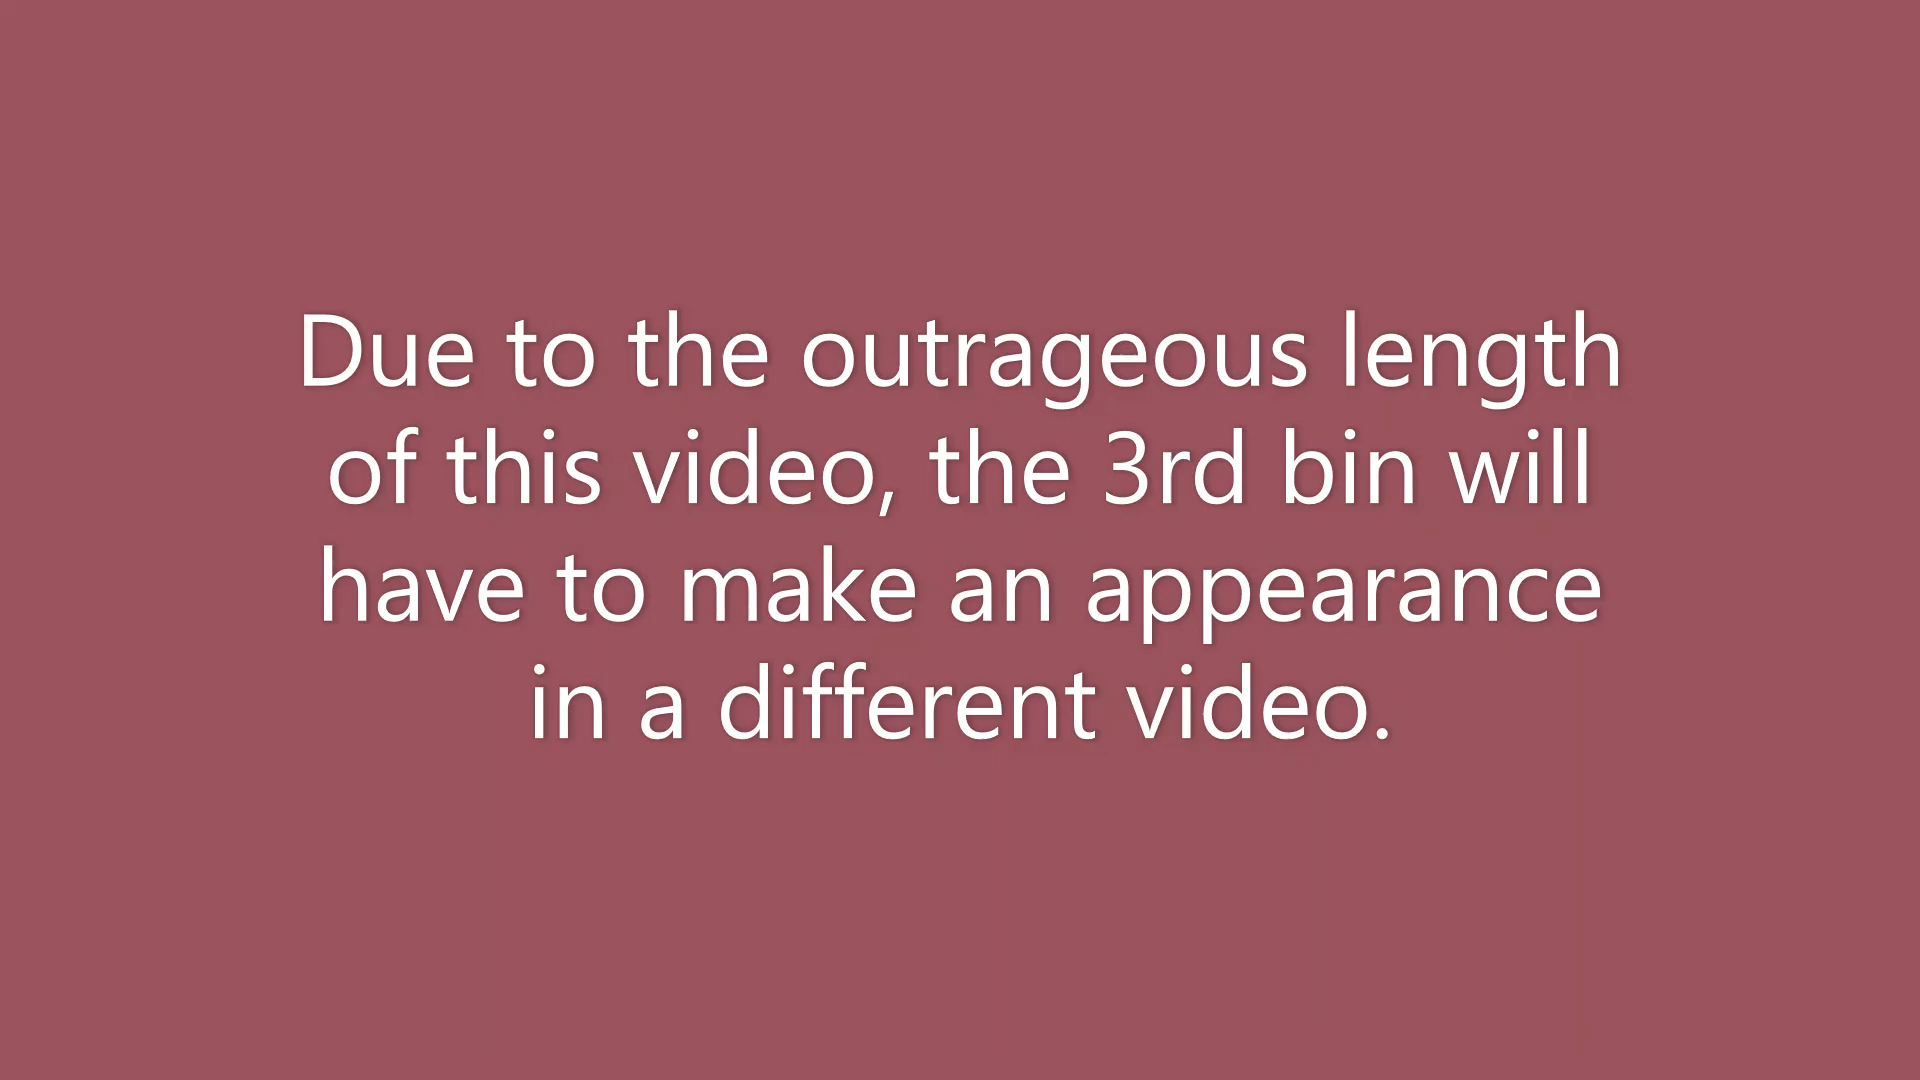 Due to the outrageous length
of this video, the 3rd bin will
have to make an appearance
in a different video.